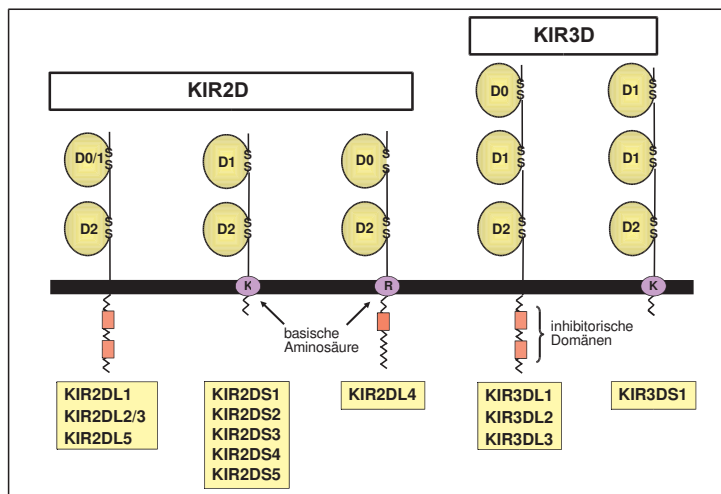 KIR3D
KIR2D
D0/1
D2
S
S
S
S
D1
D2
S
S
S
S
K
D0
D2
S
S
S
S
R
D0
D1
D2
S
S
S
S
S
S
D1
D1
D2
S
S
S
S
S
S
K
basische
Aminosäure
inhibitorische
Domänen
KIR2DL1
KIR2DL2/3
KIR2DL5
KIR2DS1
KIR2DS2
KIR2DS3
KIR2DS4
KIR2DS5
KIR2DL4
KIR3DL1
KIR3DL2
KIR3DL3
KIR3DS1